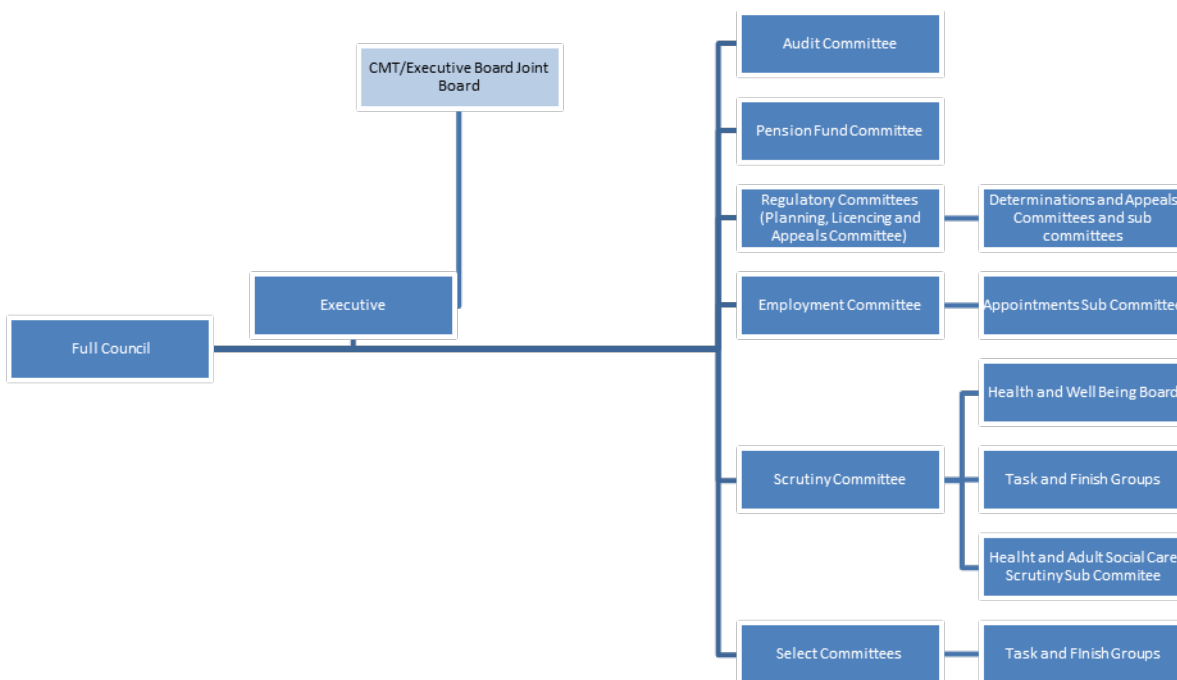 Audit Committee
CMT/Executive Board Joint
Board
Pension Fund Committee
Regulatory Committees
(Planning, Licencing and
Appeals Committee)
Determinations and Appeals
Committees and sub
committees
Executive
Employment Committee
Appointments Sub Committee
Full Council
Health and Well Being Board
Scrutiny Committee
Task and Finish Groups
Healht and Adult Social Care
Scrutiny Sub Commitee
Select Committees
Task and FInish Groups